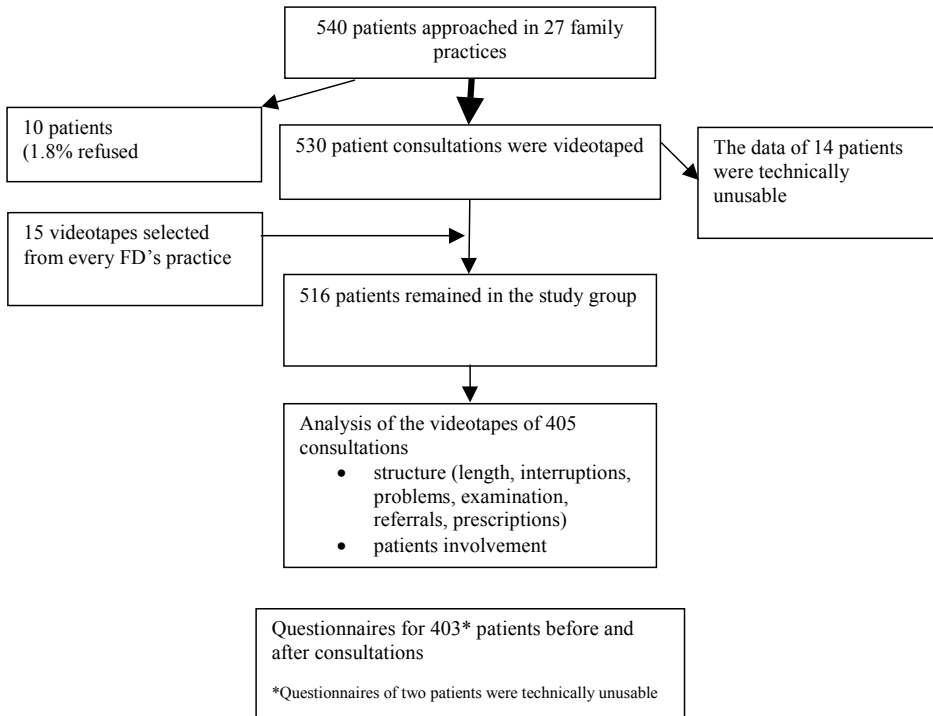 540 patients approached in 27 family
practices
10 patients
(1.8% refused
530 patient consultations were videotaped
The data of 14 patients
were technically
unusable
15 videotapes selected
from every FD’s practice
516 patients remained in the study group
Analysis of the videotapes of 405
consultations
• structure (length, interruptions,
problems, examination,
referrals, prescriptions)
• patients involvement
Questionnaires for 403* patients before and
after consultations
*Questionnaires of two patients were technically unusable